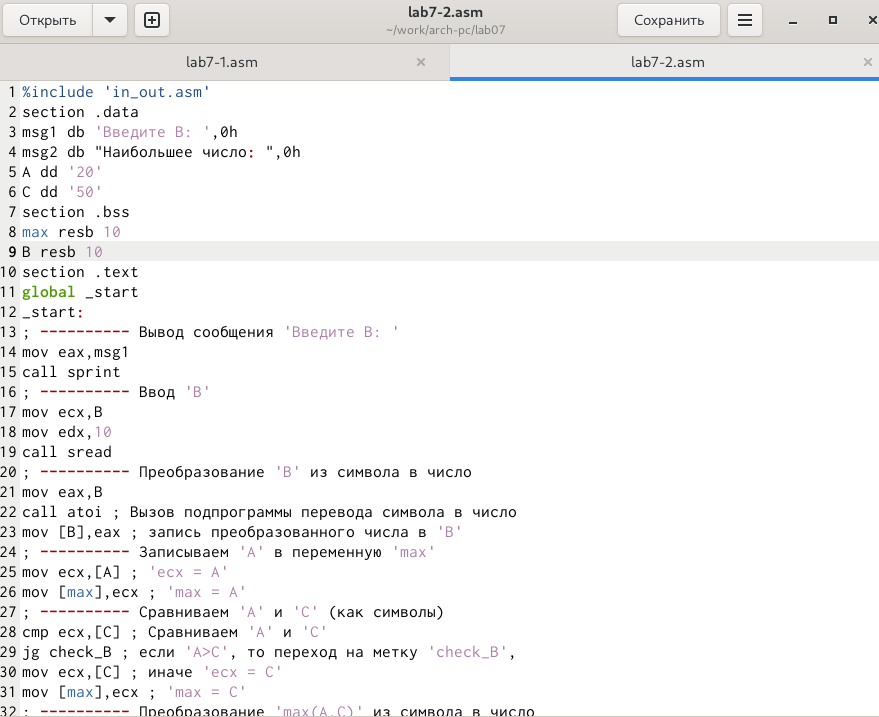 Открыть
lab7-2.asm
~/work/arch-pc/lab07
Сохранить
lab7-1.asm
lab7-2.asm
1 %include 'in_out.asm'
2 section .data
3 msg1 db 'Введите B: ',0h
4 msg2 db "Наибольшее число: ",0h
5 A dd '20'
6 C dd '50'
7 section .bss
8 max resb 10
9 B resb 10
10 section .text
11 global _start
12 _start:
13 ; ---------- Вывод сообщения 'Введите B: '
14 mov eax,msg1
15 call sprint
16 ; ---------- Ввод 'B'
17 mov ecx,B
18 mov edx,10
19 call sread
20 ; ---------- Преобразование 'B' из символа в число
21 mov eax,B
22 call atoi ; Вызов подпрограммы перевода символа в число
23 mov [B],eax ; запись преобразованного числа в 'B'
24 ; ---------- Записываем 'A' в переменную 'max'
25 mov ecx,[A] ; 'ecx = A'
26 mov [max],ecx ; 'max = A'
27 ; ---------- Сравниваем 'A' и 'C' (как символы)
28 cmp ecx,[C] ; Сравниваем 'A' и 'C'
29 jg check_B ; если 'A>C', то переход на метку 'check_B',
30 mov ecx,[C] ; иначе 'ecx = C'
31 mov [max],ecx ; 'max = C'
32 ; ---------- Преобразование 'max(A,C)' из символа в число